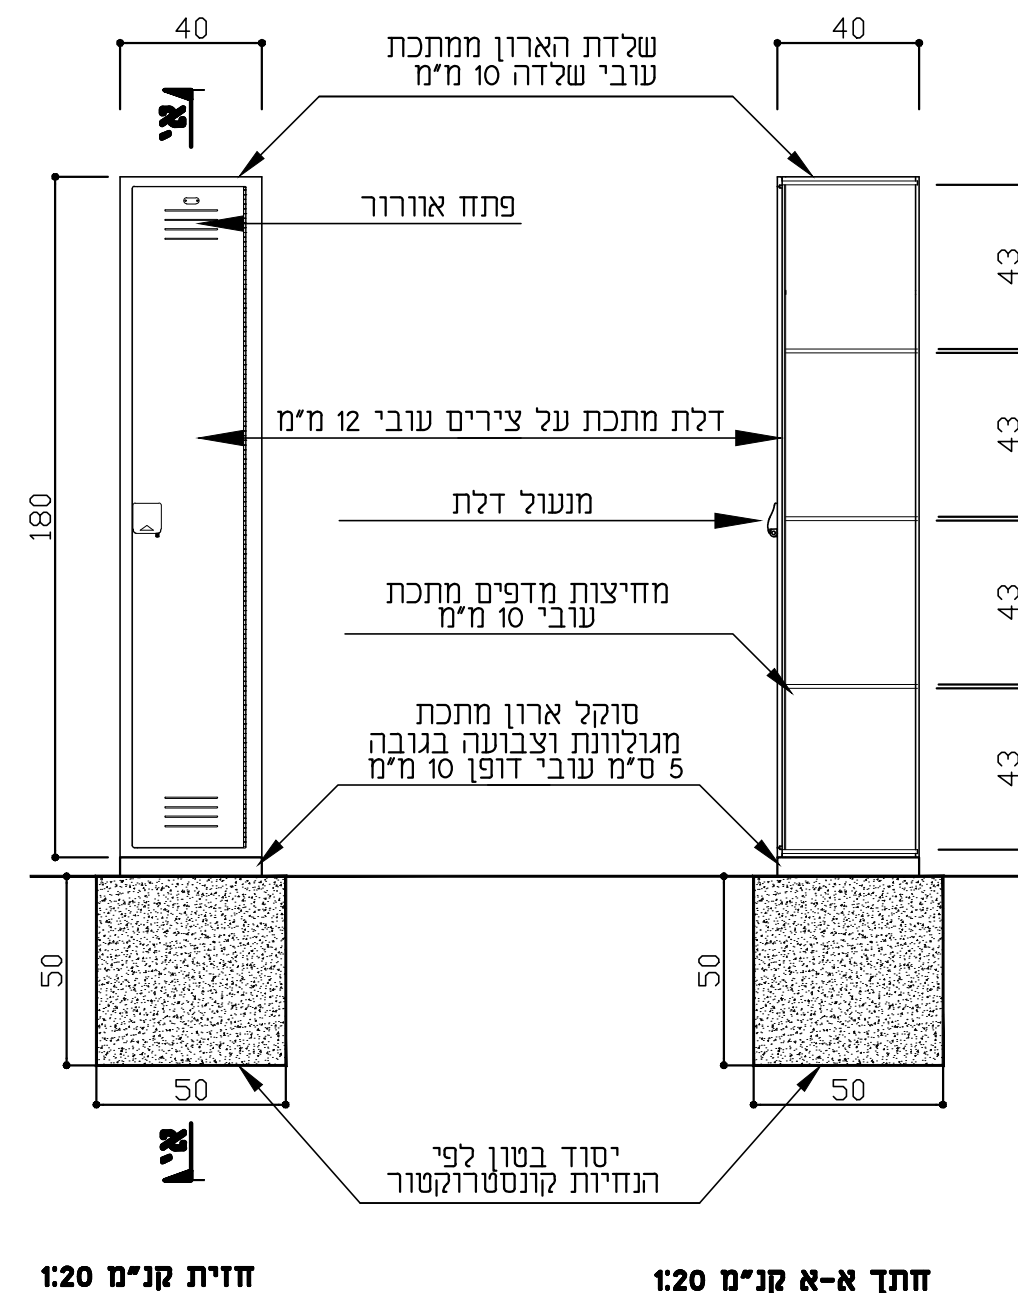 40
40
שלדת הארון ממתכת
עובי שלדה 10 מ"מ
א'
פתח אוורור
43
דלת מתכת על צירים עובי 12 מ"מ
43
180
מנעול דלת
מחיצות מדפים מתכת
עובי 10 מ"מ
43
סוקל ארון מתכת
מגולוונת וצבועה בגובה
5 ס"מ עובי דופן 10 מ"מ
43
50
50
50
50
א'
יסוד בטון לפי
הנחיות קונסטרוקטור
חזית קנ"מ 1:20
חתך א-א קנ"מ 1:20